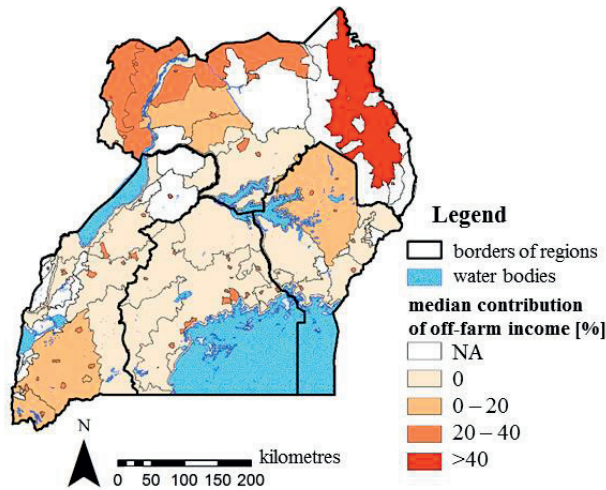 Legend
borders of regions
water bodies
median contribution
of off-farm income [%]
NA
0
0 – 20
20 – 40
>40
N
kilometres
0 50 100 150 200